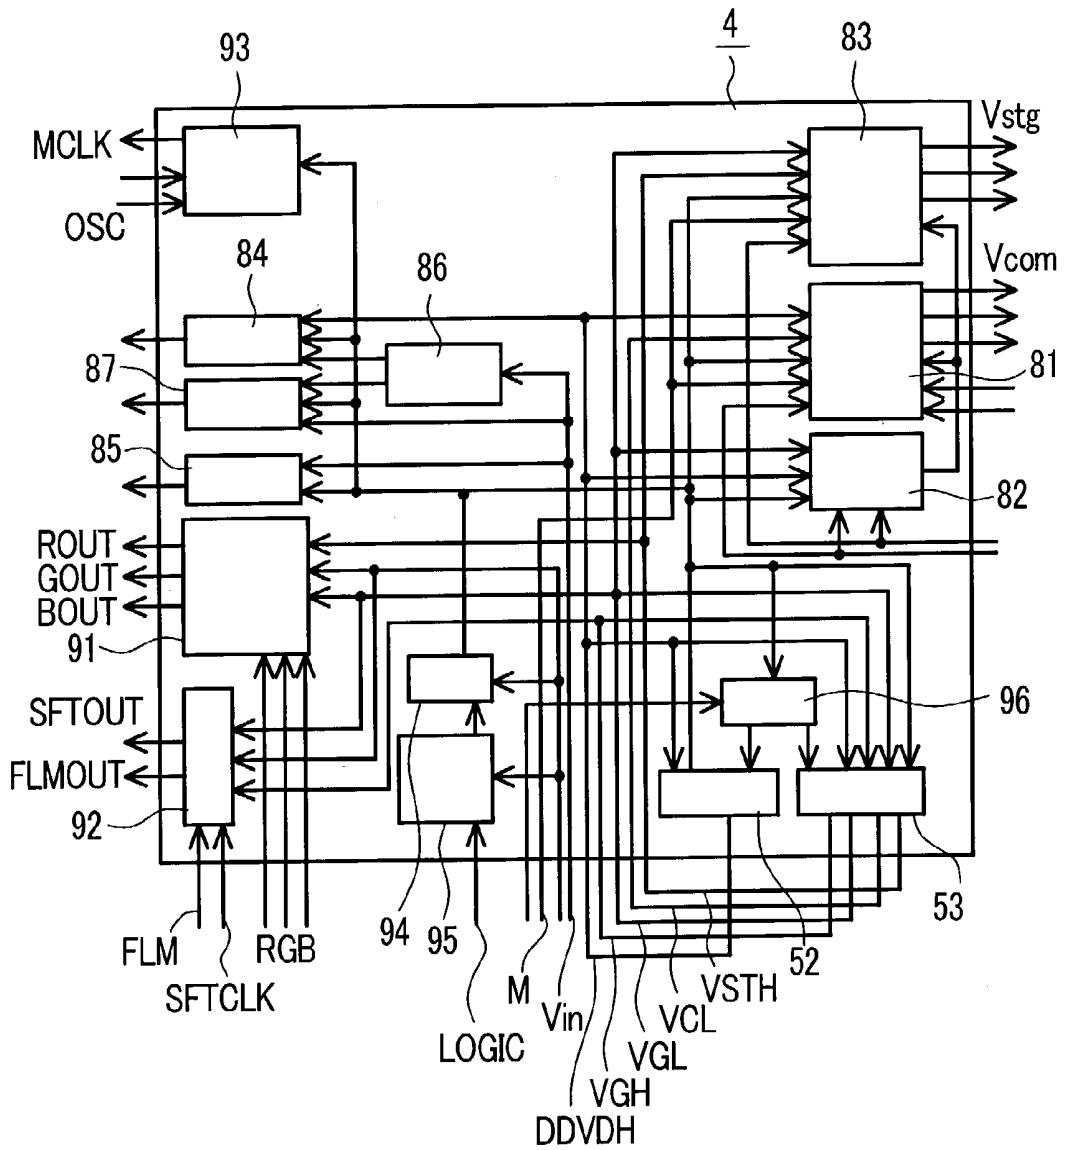 4
93
83
Vstg
MCLK
OSC
84
86
Vcom
87
81
85
82
ROUT
GOUT
BOUT
91
96
SFTOUT
FLMOUT
92
94
95
53
FLM
RGB
52
SFTCLK
M
Vin
VSTH
LOGIC
VCL
VGL
VGH
DDVDH